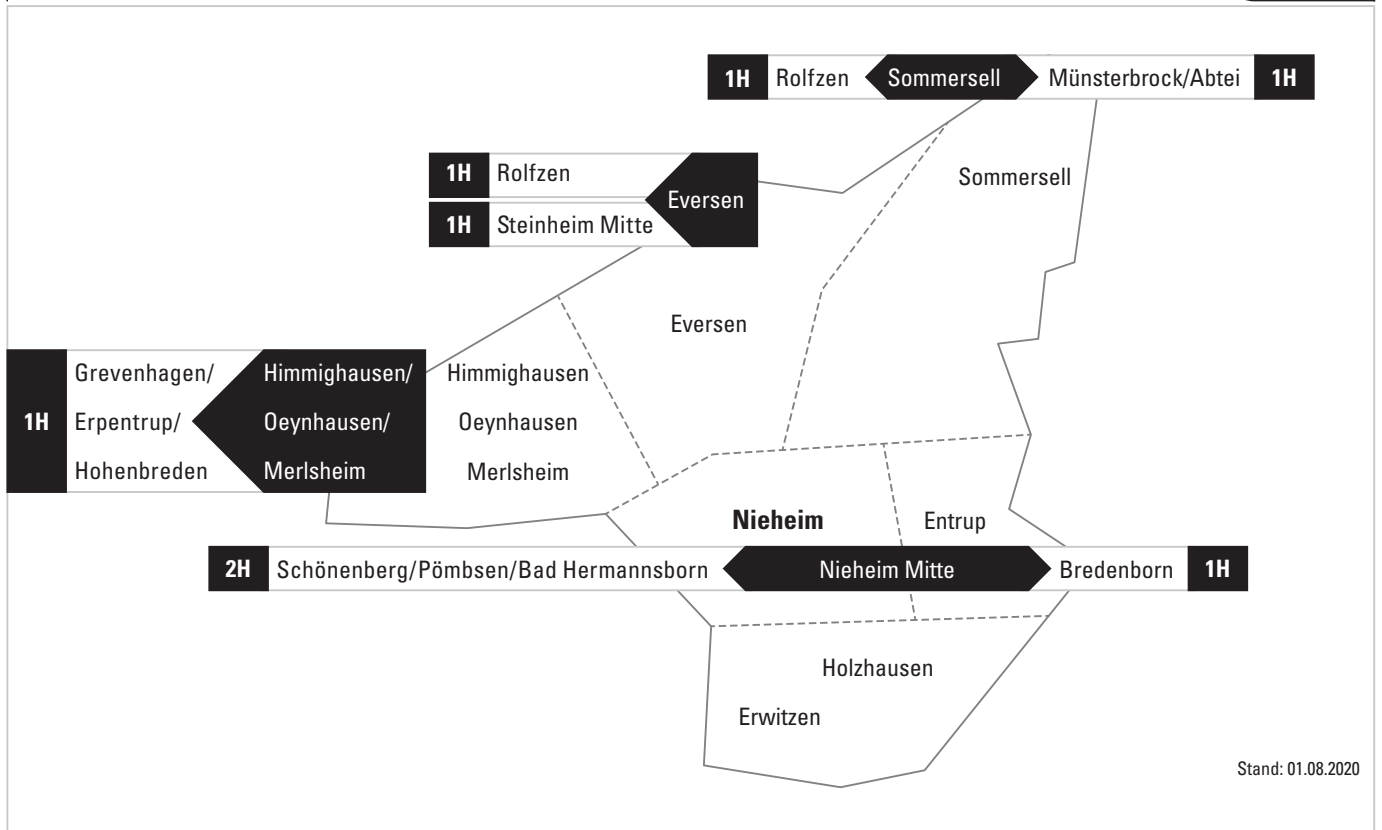 1H Rolfzen Sommersell Münsterbrock/Abtei 1H
1H Rolfzen
Eversen
1H Steinheim Mitte
Sommersell
Eversen
1H
Grevenhagen/
Erpentrup/
Hohenbreden
Himmighausen/
Oeynhausen/
Merlsheim
Himmighausen
Oeynhausen
Merlsheim
Nieheim
Entrup
2H Schönenberg/Pömbsen/Bad Hermannsborn Nieheim Mitte Bredenborn 1H
Holzhausen
Erwitzen
Stand: 01.08.2020